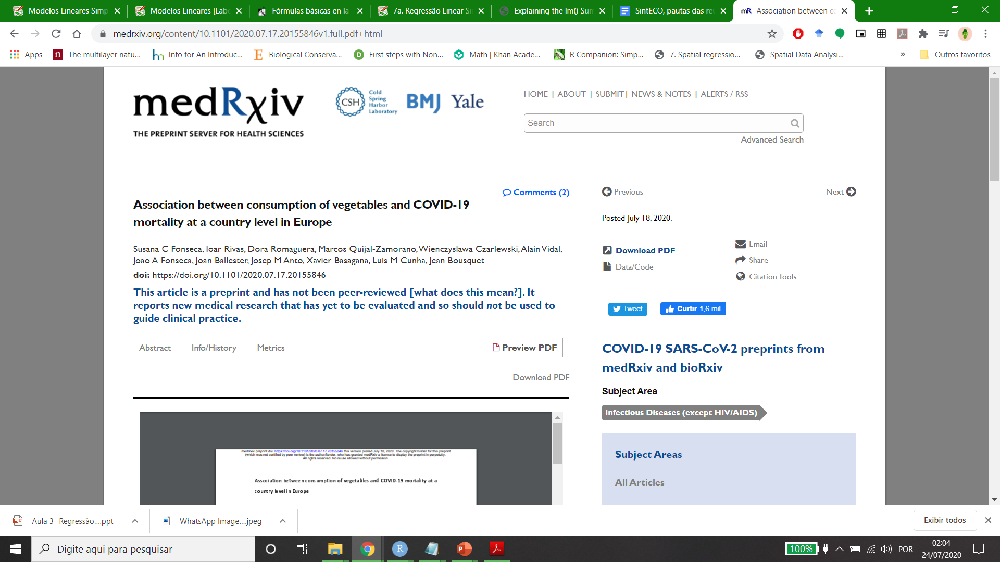 Modelos Lineares Simp
Modelos Lineares [Labo
Fórmulas básicas en la
7a. Regressão Linear Si
Explaining the lm() Sum
SintECO, pautas das re
mR Association between co
medrxiv.org/content/10.1101/2020.07.17.20155846v1.full.pdf+html
Apps
n The multilayer natu...
Info for An Introduc...
E Biological Conserva...
D First steps with Non...
Math | Khan Acade...
R Companion: Simp...
7. Spatial regressio...
Spatial Data Analysi...
»
Outros favoritos
medRxiv
THE PREPRINT SERVER FOR HEALTH SCIENCES
CSH Cold
Spring
Harbor
Laboratory
BMJ Yale
HOME | ABOUT | SUBMIT | NEWS & NOTES | ALERTS / RSS
Search
Advanced Search
Comments (2)
Association between consumption of vegetables and COVID-19
mortality at a country level in Europe
Susana C Fonseca, Ioar Rivas, Dora Romaguera, Marcos Quijal-Zamorano, Wienczyslawa Czarlewski, Alain Vidal,
Joao A Fonseca, Joan Ballester, Josep M Anto, Xavier Basagana, Luis M Cunha, Jean Bousquet
doi: https://doi.org/10.1101/2020.07.17.20155846
This article is a preprint and has not been peer-reviewed [what does this mean?]. It
reports new medical research that has yet to be evaluated and so should not be used to
guide clinical practice.
Abstract Info/History Metrics Preview PDF
Download PDF
medRxiv preprint doi: https://doi.org/10.1101/2020.07.17.20155846.this version posted July 18, 2020. The copyright holder for this preprint
(which was not certified by peer review) is the author/funder, who has granted medRxiv a license to display the preprint in perpetuity.
All rights reserved. No reuse allowed without permission.
Association between consumption of vegetables and COVID-19 mortality at a
country level in Europe
Previous Next
Posted July 18, 2020.
Download PDF
Data/Code
Email
Share
Citation Tools
Tweet
Curtir 1,6 mil
COVID-19 SARS-CoV-2 preprints from
medRxiv and bioRxiv
Subject Area
Infectious Diseases (except HIV/AIDS)
Subject Areas
All Articles
Aula 3_ Regressão....ppt
WhatsApp Image....jpeg
Exibir todos
Digite aqui para pesquisar
R
P
100%
POR
02:04
24/07/2020